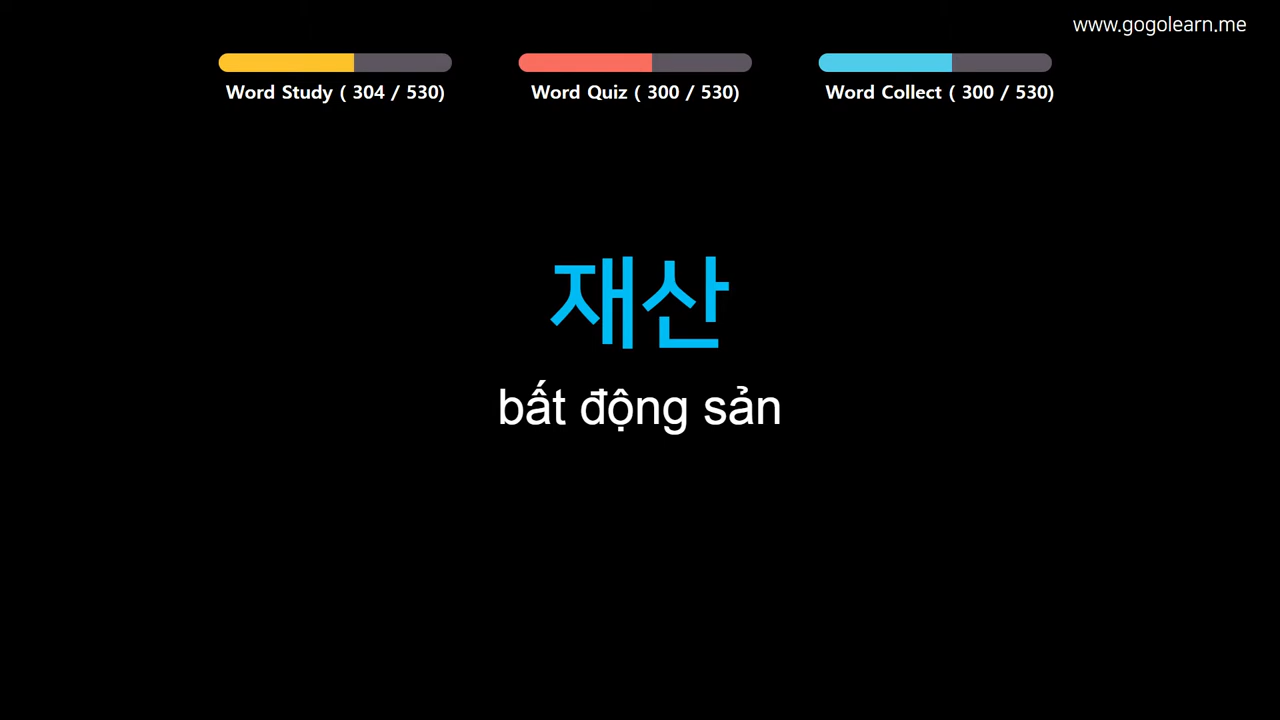 www.gogolearn.me
Word Study ( 304 / 530)
Word Quiz ( 300 / 530)
Word Collect ( 300 / 530)
재산
bất động sản